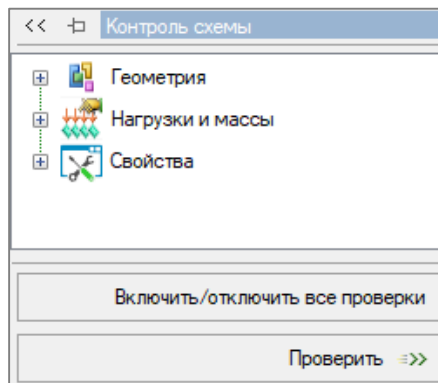 << Контроль схемы
Геометрия
Нагрузки и массы
Свойства
Включить/отключить все проверки
Проверить